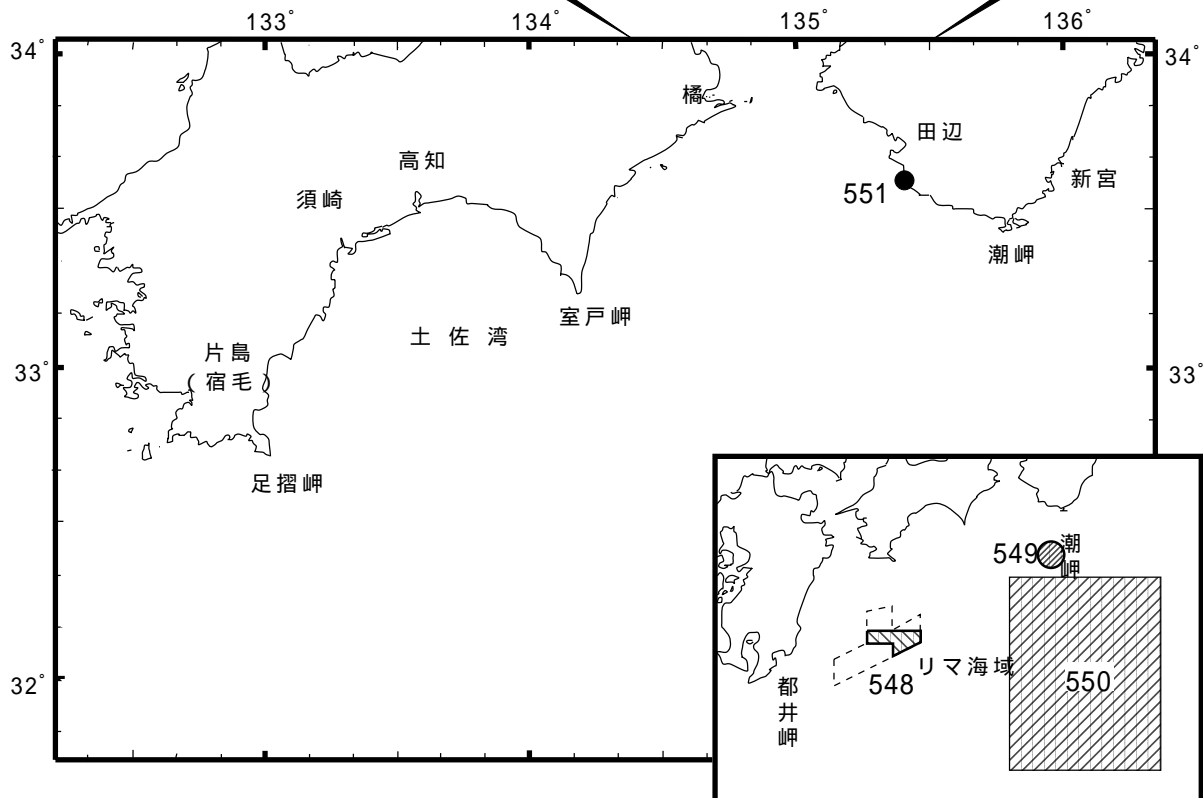 133°
134°
135°
136°
34°
34°
橘
田辺
高知
551
新宮
須崎
潮岬
室戸岬
土佐湾
片島
(宿毛)
33°
33°
足摺岬
549
潮
岬
リマ海域
548
550
32°
都
井
岬